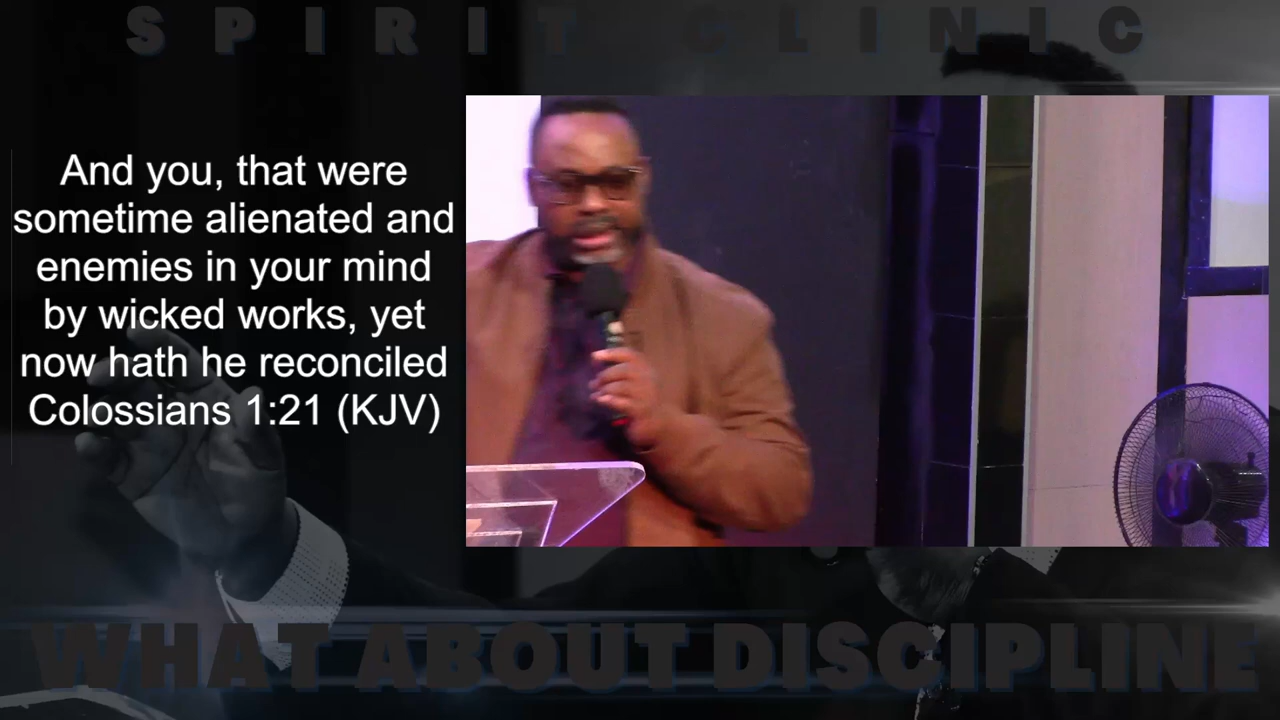 SPIRIT CLINIC
And you, that were
sometime alienated and
enemies in your mind
by wicked works, yet
now hath he reconciled
Colossians 1:21 (KJV)
WHAT ABOUT DISCIPLINE